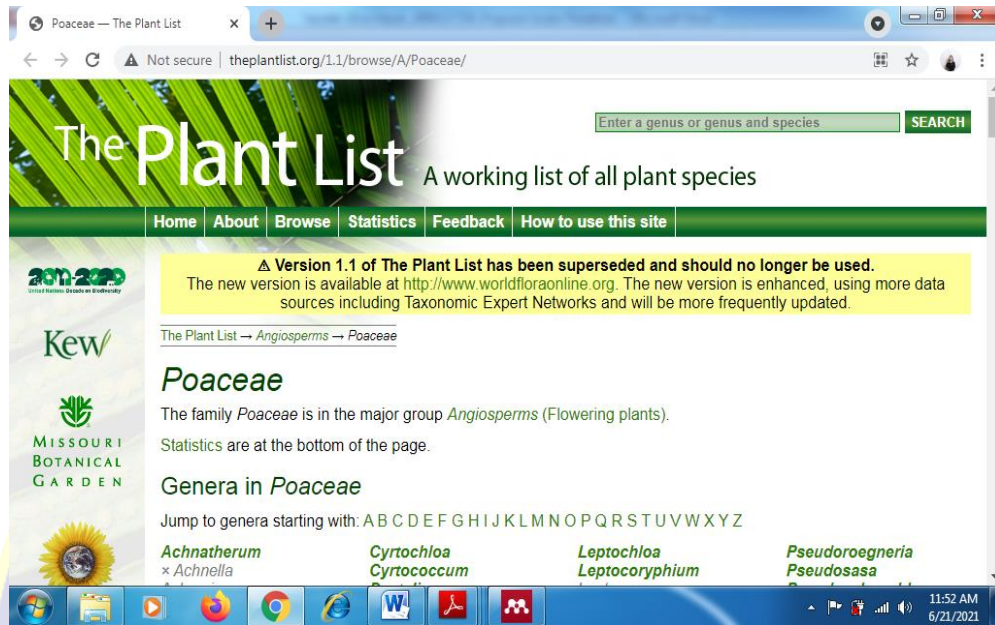 Poaceae — The Plant List
Not secure theplantlist.org/1.1/browse/A/Poaceae/
The Plant List A working list of all plant species
Enter a genus or genus and species SEARCH
Home About Browse Statistics Feedback How to use this site
2011-2020
United Nations Decade on Biodiversity
⚠ Version 1.1 of The Plant List has been superseded and should no longer be used.
The new version is available at http://www.worldfloraonline.org. The new version is enhanced, using more data
sources including Taxonomic Expert Networks and will be more frequently updated.
Kew
The Plant List → Angiosperms → Poaceae
Poaceae
The family Poaceae is in the major group Angiosperms (Flowering plants).
MISSOURI
BOTANICAL
GARDEN
Statistics are at the bottom of the page.
Genera in Poaceae
Jump to genera starting with: A B C D E F G H I J K L M N O P Q R S T U V W X Y Z
Achnatherum Cyrtochloa Leptochloa Pseudoroegneria
× Achnella Cyrtococcum Leptocoryphium Pseudosasa
11:52 AM
6/21/2021